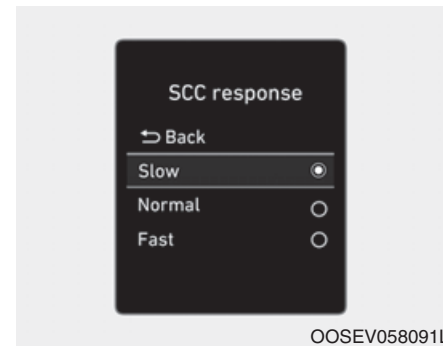 SCC response
Back
Slow
Normal
Fast
OOSEV058091L